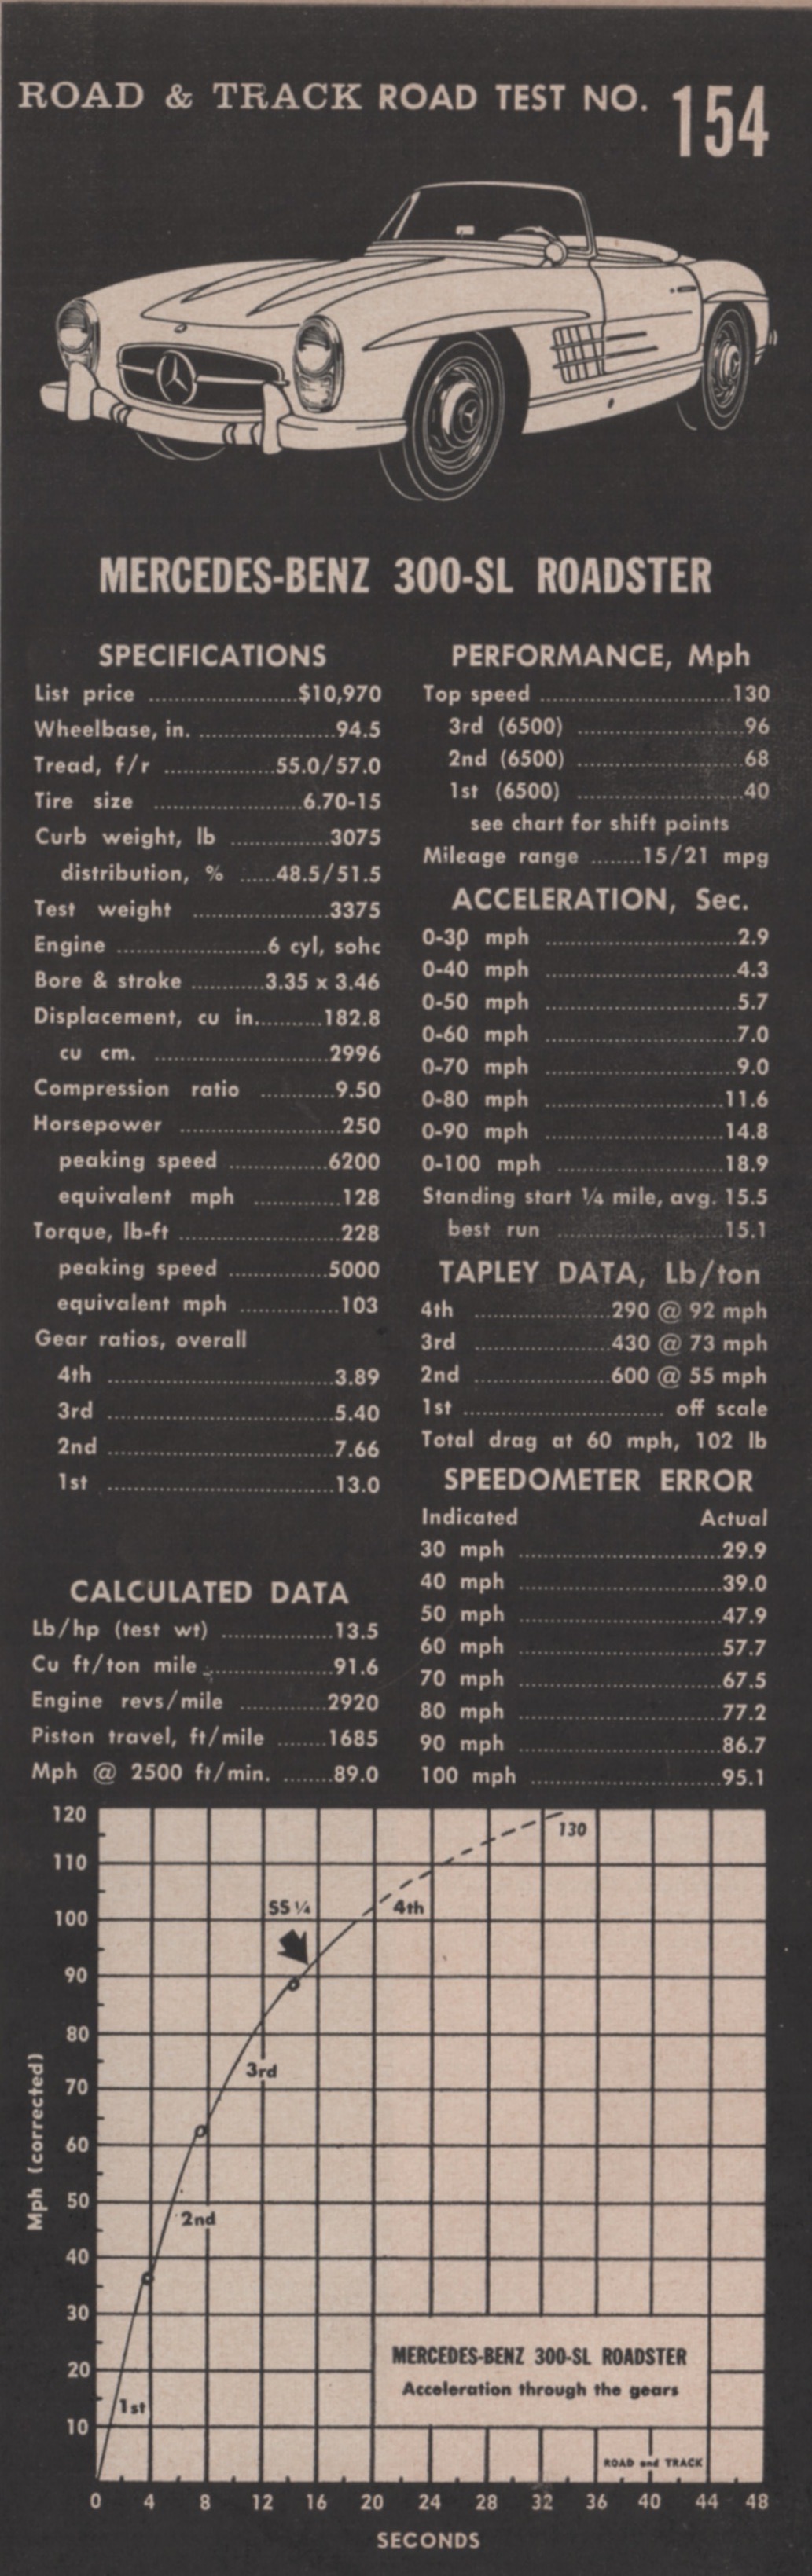 ROAD & TRACK ROAD TEST NO. 154
MERCEDES-BENZ 300-SL ROADSTER
SPECIFICATIONS
List price ......................$10,970
Wheelbase, in. ....................94.5
Tread, f/r ................55.0/57.0
Tire size ......................6.70-15
Curb weight, lb ..............3075
distribution, % ......48.5/51.5
Test weight ....................3375
Engine ......................6 cyl, sohc
Bore & stroke ...........3.35 x 3.46
Displacement, cu in..........182.8
cu cm. ..........................2996
Compression ratio ...........9.50
Horsepower ........................250
peaking speed ..............6200
equivalent mph .............128
Torque, lb-ft ........................228
peaking speed ..............5000
equivalent mph ...............103
Gear ratios, overall
4th ..................................3.89
3rd ..................................5.40
2nd ..................................7.66
1st ..................................13.0
CALCULATED DATA
Lb/hp (test wt) ................13.5
Cu ft/ton mile ..................91.6
Engine revs/mile ............2920
Piston travel, ft/mile .......1685
Mph @ 2500 ft/min. .......89.0
PERFORMANCE, Mph
Top speed ............................130
3rd (6500) ........................96
2nd (6500) ........................68
1st (6500) ........................40
see chart for shift points
Mileage range ........15/21 mpg
ACCELERATION, Sec.
0-30 mph ............................2.9
0-40 mph ............................4.3
0-50 mph ............................5.7
0-60 mph ............................7.0
0-70 mph ............................9.0
0-80 mph ..........................11.6
0-90 mph ..........................14.8
0-100 mph ........................18.9
Standing start ¼ mile, avg. 15.5
best run ........................15.1
TAPLEY DATA, Lb/ton
4th ....................290 @ 92 mph
3rd ....................430 @ 73 mph
2nd ....................600 @ 55 mph
1st .............................. off scale
Total drag at 60 mph, 102 lb
SPEEDOMETER ERROR
Indicated Actual
30 mph ..............................29.9
40 mph ..............................39.0
50 mph ..............................47.9
60 mph ..............................57.7
70 mph ..............................67.5
80 mph ..............................77.2
90 mph ..............................86.7
100 mph ............................95.1
120
130
110
SS ¼
4th
100
90
80
3rd
70
60
Mph (corrected)
50
2nd
40
30
MERCEDES-BENZ 300-SL ROADSTER
20
Acceleration through the gears
1st
10
ROAD and TRACK
0 4 8 12 16 20 24 28 32 36 40 44 48
SECONDS